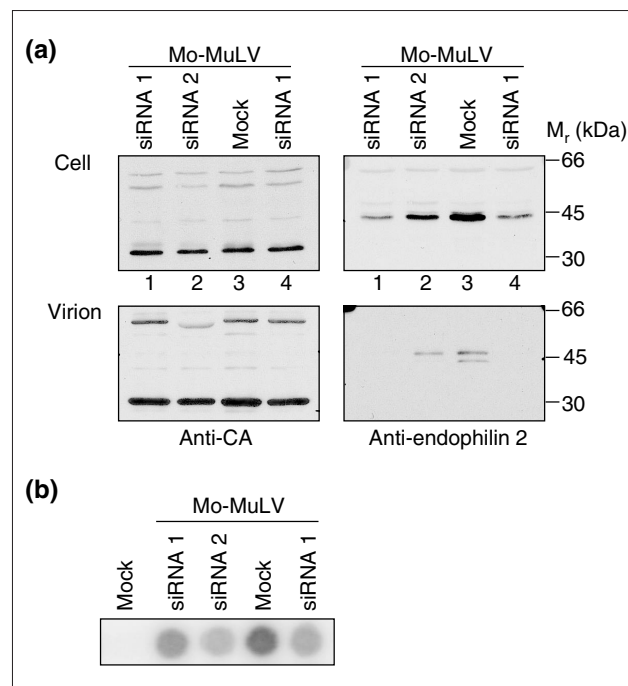 (a)
Mo-MuLV Mo-MuLV
siRNA 1 siRNA 2 Mock siRNA 1 siRNA 1 siRNA 2 Mock siRNA 1 Mr (kDa)
Cell 66
45
30
1 2 3 4 1 2 3 4
Virion 66
45
30
Anti-CA Anti-endophilin 2
(b)
Mo-MuLV
Mock siRNA 1 siRNA 2 Mock siRNA 1